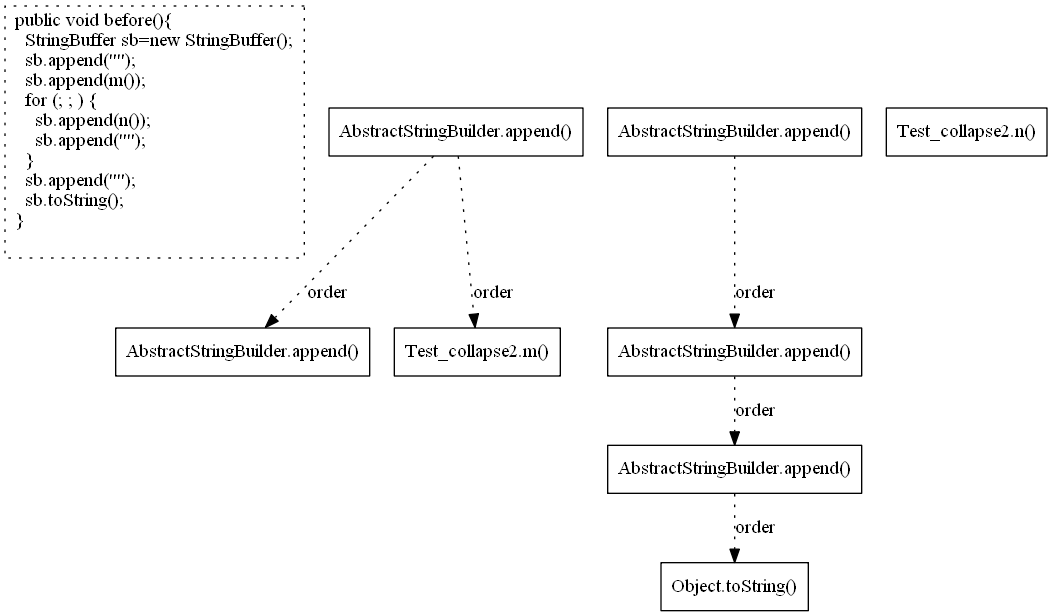 public void before(){
StringBuffer sb=new StringBuffer();
sb.append("");
sb.append(m());
for (; ; ) {
sb.append(n());
sb.append("");
}
sb.append("");
sb.toString();
}
AbstractStringBuilder.append()
AbstractStringBuilder.append()
Test_collapse2.n()
order
order
order
AbstractStringBuilder.append()
Test_collapse2.m()
AbstractStringBuilder.append()
order
AbstractStringBuilder.append()
order
Object.toString()